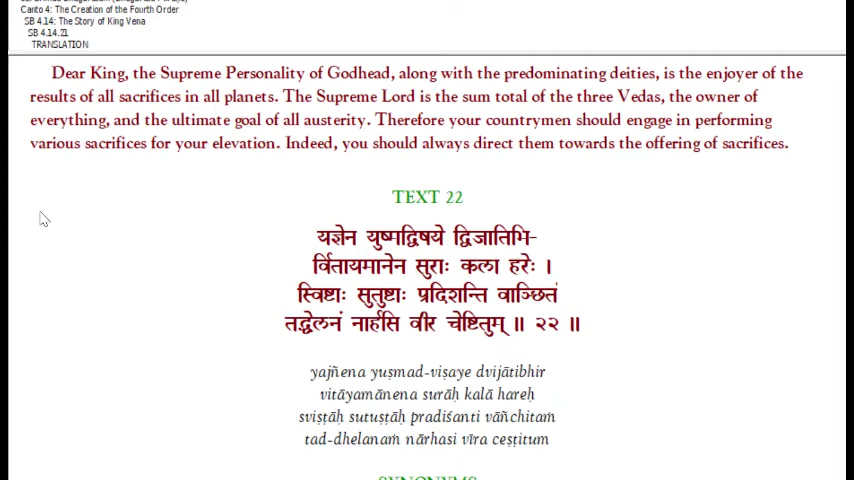 Canto 4: The Creation of the Fourth Order
SB 4.14: The Story of King Vena
SB 4.14.21
TRANSLATION
Dear King, the Supreme Personality of Godhead, along with the predominating deities, is the enjoyer of the
results of all sacrifices in all planets. The Supreme Lord is the sum total of the three Vedas, the owner of
everything, and the ultimate goal of all austerity. Therefore your countrymen should engage in performing
various sacrifices for your elevation. Indeed, you should always direct them towards the offering of sacrifices.
TEXT 22
यज्ञेन युष्मद्विषये द्विजातिभि-
र्वितायमानेन सुराः कला हरेः ।
स्विष्टाः सुतुष्टाः प्रदिशन्ति वाञ्छितं
तद्धेलनं नार्हसि वीर चेष्टितुम् ॥ २२ ॥
yajñena yuṣmad-viṣaye dvijātibhir
vitāyamānena surāḥ kalā hareḥ
sviṣṭāḥ sutuṣṭāḥ pradiśanti vāñchitaṁ
tad-dhelanaṁ nārhasi vīra ceṣṭitum
SYNONYMS